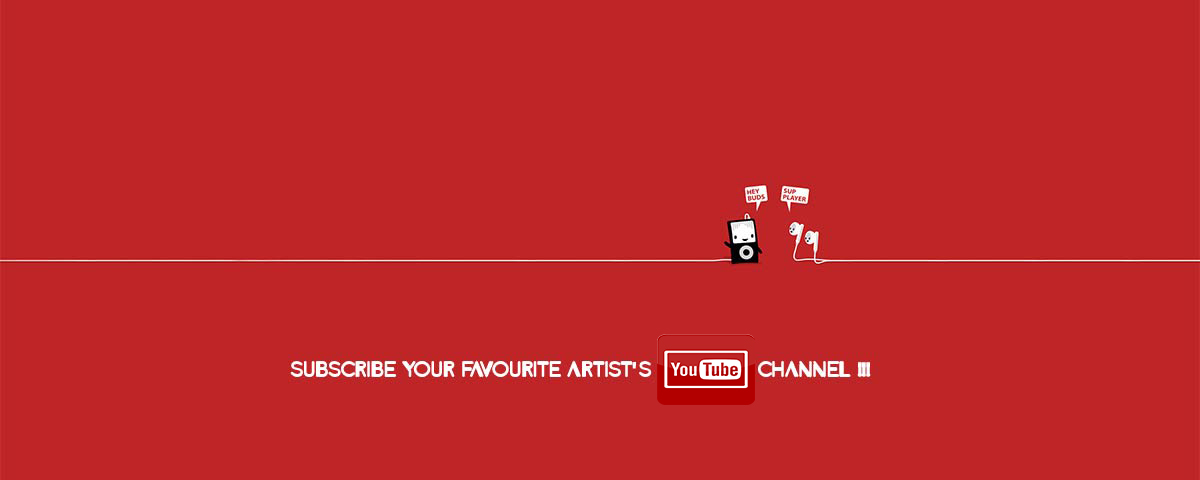 HEY
BUDS
SUP
PLAYER
SUBSCRIBE YOUR FAVOURITE ARTIST'S YouTube CHANNEL !!!